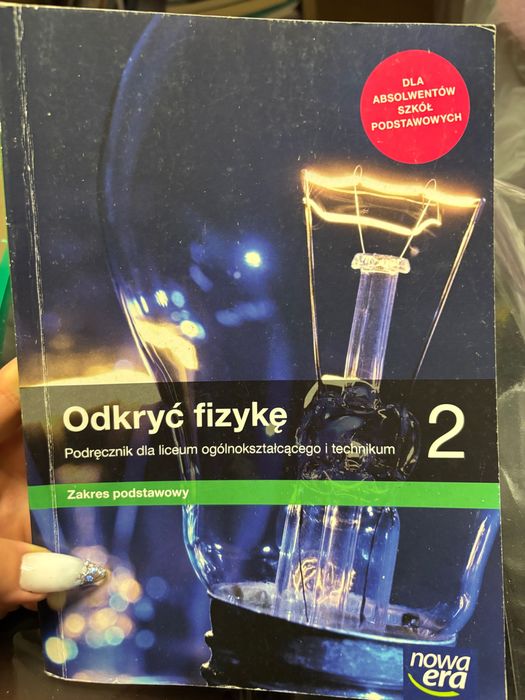 DLA
ABSOLWENTÓW
SZKÓŁ
PODSTAWOWYCH
Odkryć fizykę
2
Podręcznik dla liceum ogólnokształcącego i technikum
Zakres podstawowy
nowa
era